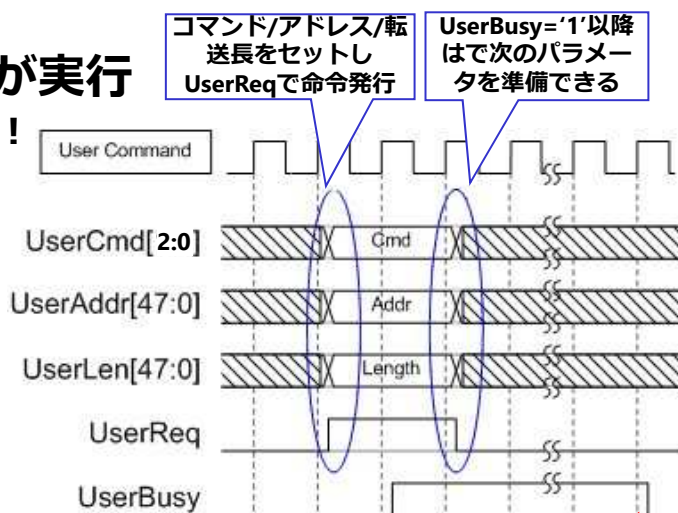 コマンド/アドレス/転
送長をセットし
UserReqで命令発行
UserBusy='1'以降
はで次のパラメー
タを準備できる
が実行
!
User Command
UserCmd[2:0]
Cmd
UserAddr[47:0]
Addr
UserLen[47:0]
Length
UserReq
UserBusy